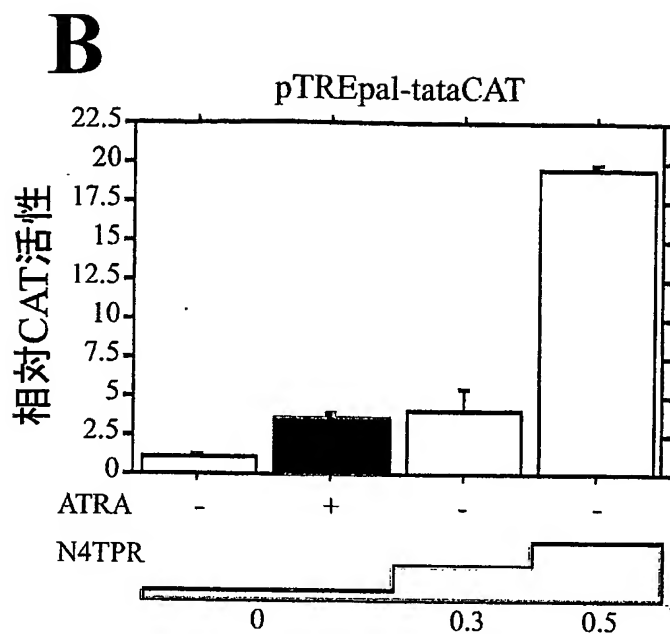 B
pTREpal-tataCAT
相対CAT活性
22.5
20
17.5
15
12.5
10
7.5
5
2.5
0
ATRA - + - -
N4TPR
0 0.3 0.5